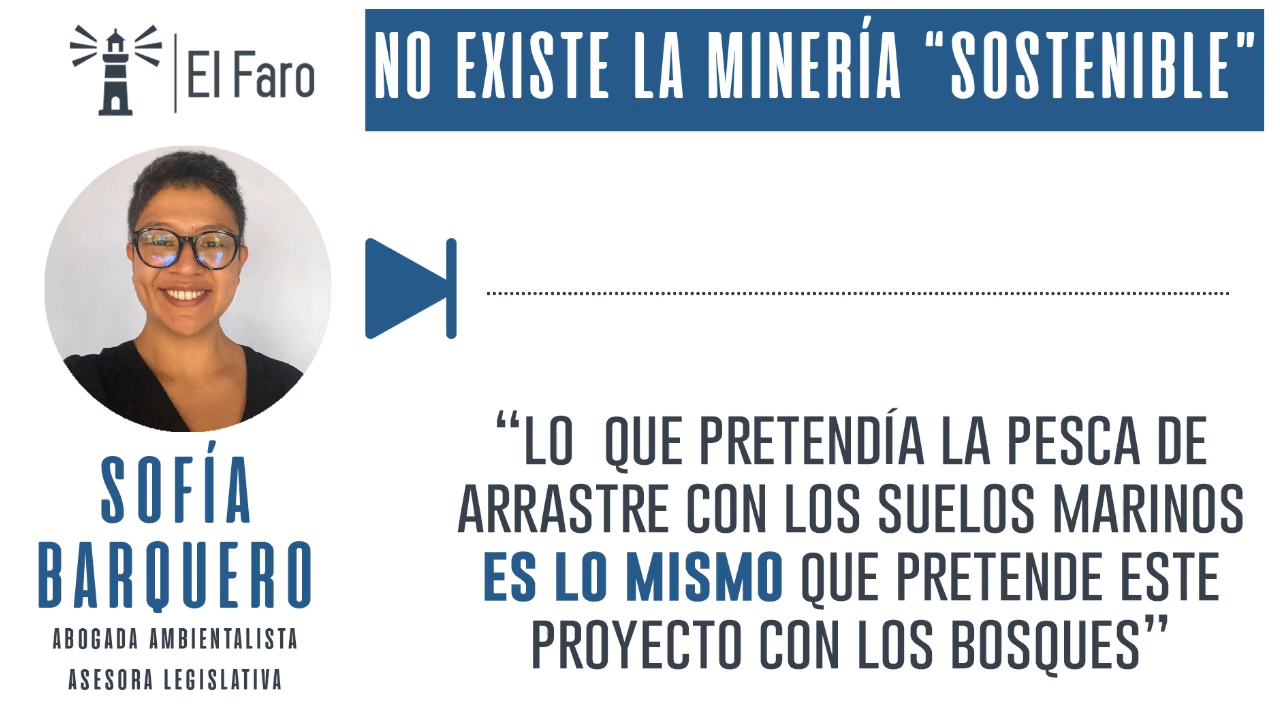 El Faro
NO EXISTE LA MINERÍA “SOSTENIBLE”
SOFÍA
BARQUERO
ABOGADA AMBIENTALISTA
ASESORA LEGISLATIVA
“LO QUE PRETENDÍA LA PESCA DE
ARRASTRE CON LOS SUELOS MARINOS
ES LO MISMO QUE PRETENDE ESTE
PROYECTO CON LOS BOSQUES”